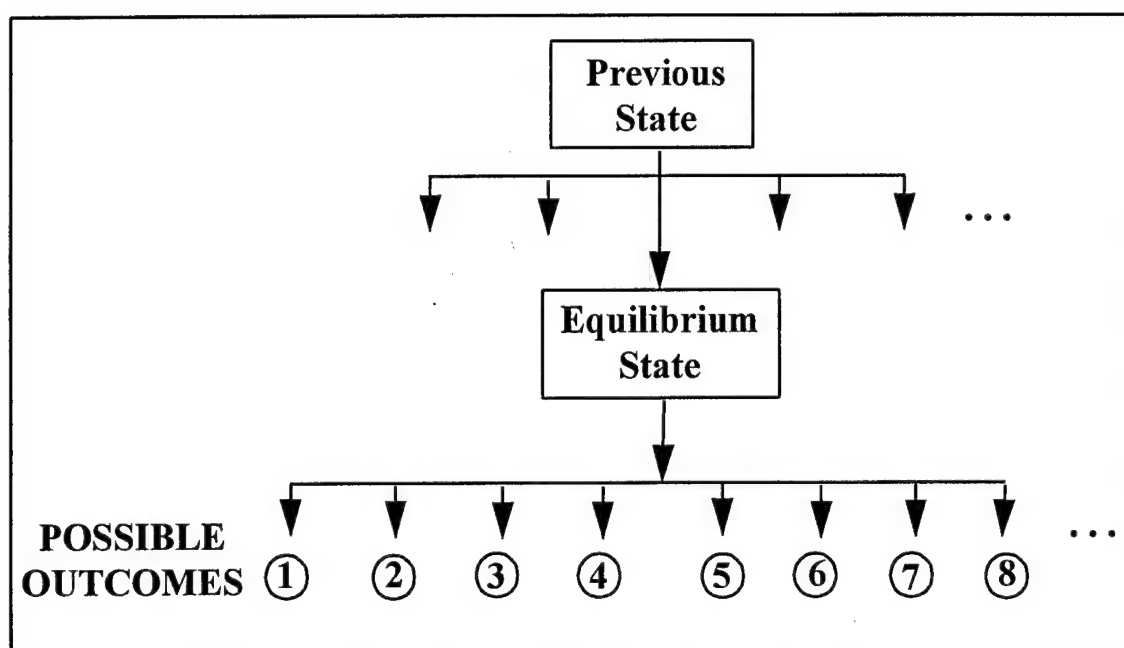 Previous
State
...
Equilibrium
State
...
POSSIBLE
OUTCOMES 1 2 3 4 5 6 7 8